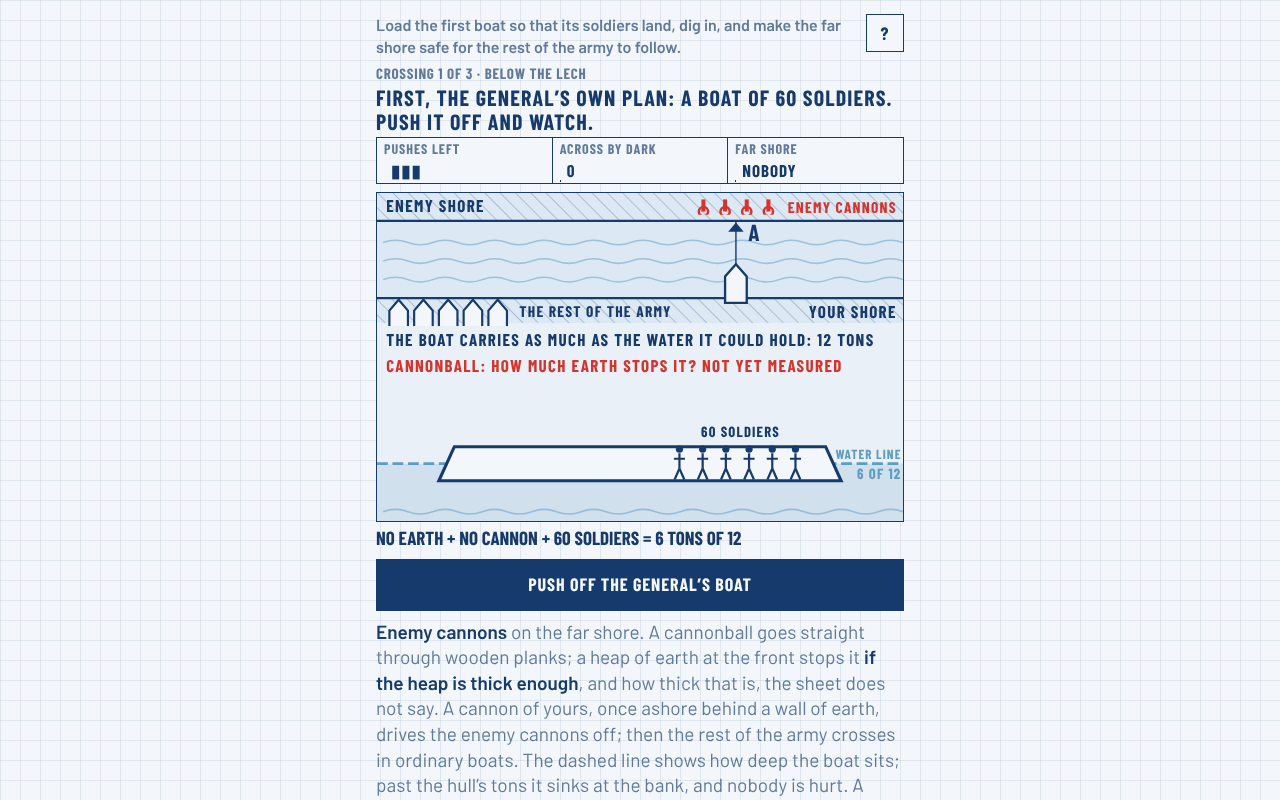 Load the first boat so that its soldiers land, dig in, and make the far
shore safe for the rest of the army to follow.
?
CROSSING 1 OF 3 · BELOW THE LECH
FIRST, THE GENERAL’S OWN PLAN: A BOAT OF 60 SOLDIERS.
PUSH IT OFF AND WATCH.
PUSHES LEFT
ACROSS BY DARK
0
FAR SHORE
NOBODY
ENEMY SHORE
ENEMY CANNONS
A
THE REST OF THE ARMY
YOUR SHORE
THE BOAT CARRIES AS MUCH AS THE WATER IT COULD HOLD: 12 TONS
CANNONBALL: HOW MUCH EARTH STOPS IT? NOT YET MEASURED
60 SOLDIERS
WATER LINE
6 OF 12
NO EARTH + NO CANNON + 60 SOLDIERS = 6 TONS OF 12
PUSH OFF THE GENERAL’S BOAT
Enemy cannons on the far shore. A cannonball goes straight
through wooden planks; a heap of earth at the front stops it if
the heap is thick enough, and how thick that is, the sheet does
not say. A cannon of yours, once ashore behind a wall of earth,
drives the enemy cannons off; then the rest of the army crosses
in ordinary boats. The dashed line shows how deep the boat sits;
past the hull’s tons it sinks at the bank, and nobody is hurt. A